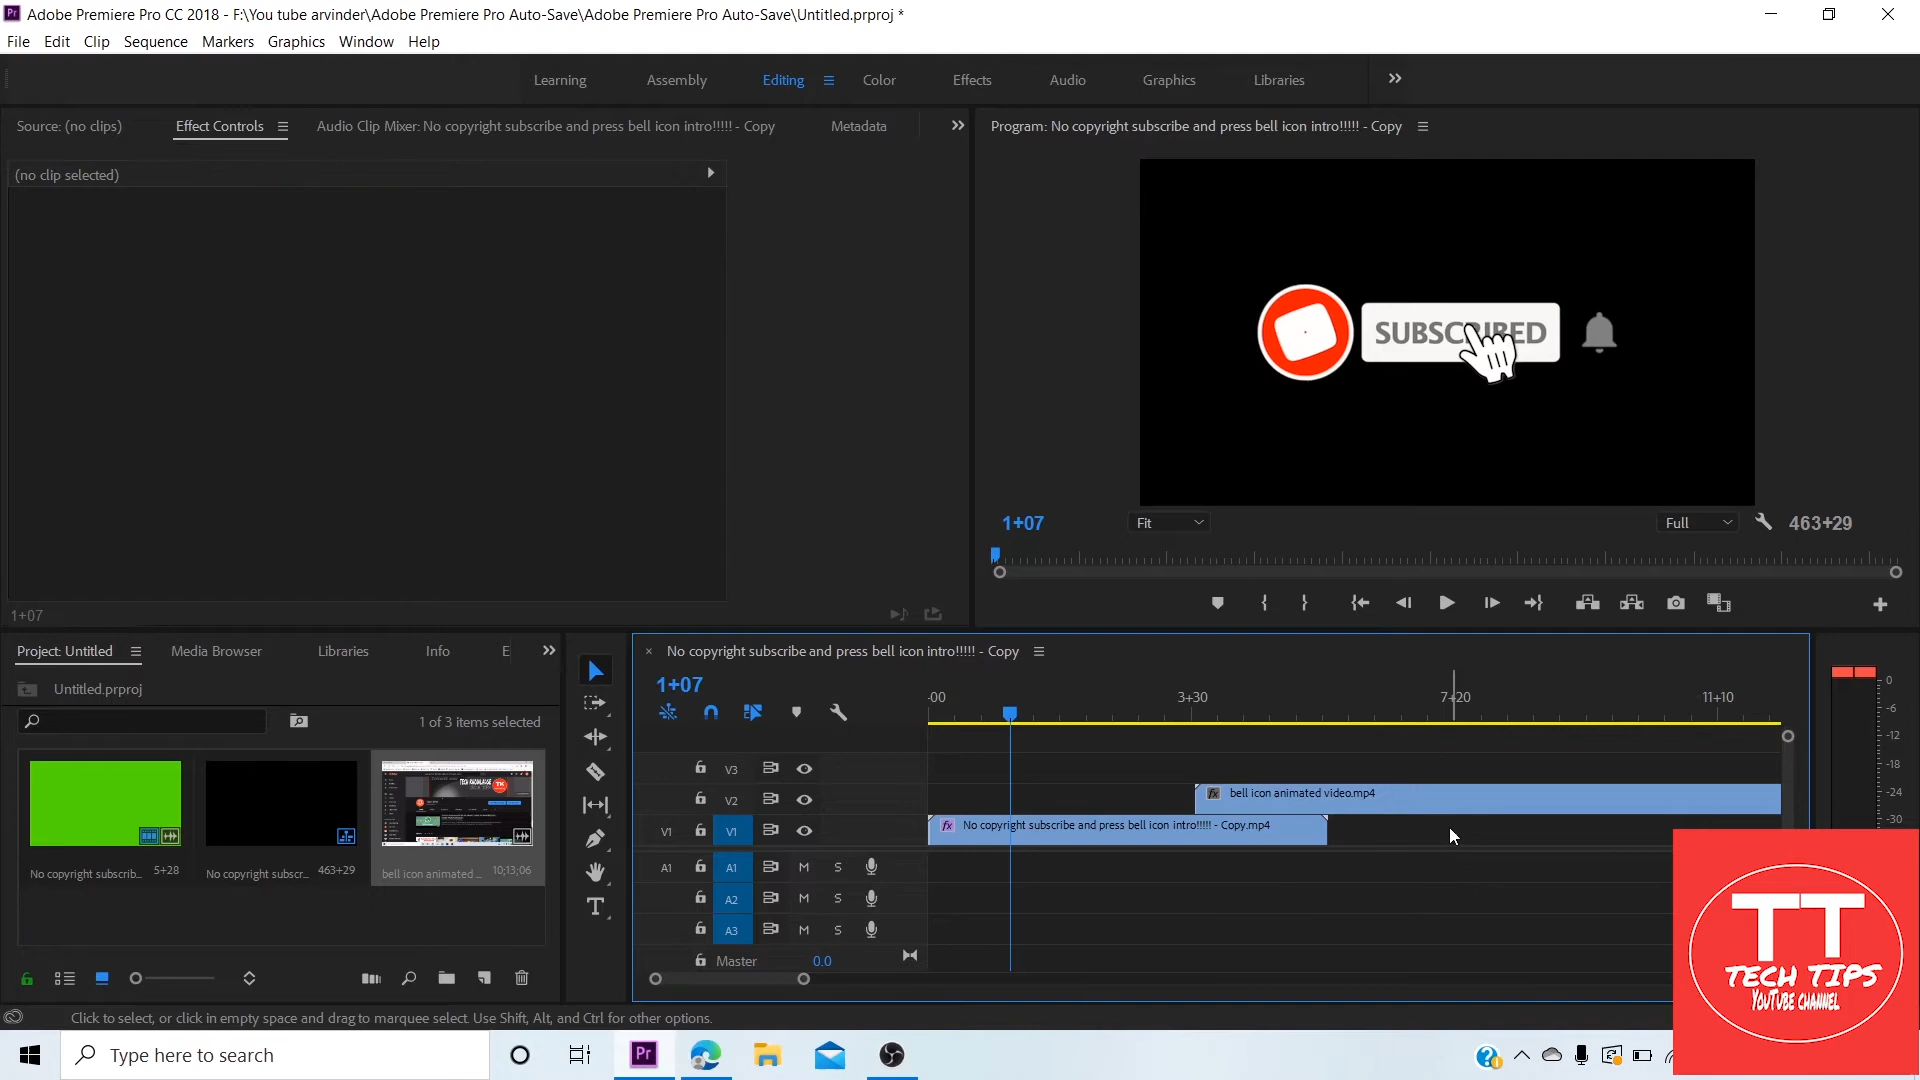 Adobe Premiere Pro CC 2018 - F:\You tube arvinder\Adobe Premiere Pro Auto-Save\Adobe Premiere Pro Auto-Save\Untitled.prproj *
File Edit Clip Sequence Markers Graphics Window Help
Learning Assembly Editing Color Effects Audio Graphics Libraries
Source: (no clips) Effect Controls Audio Clip Mixer: No copyright subscribe and press bell icon intro!!!!! - Copy Metadata
Program: No copyright subscribe and press bell icon intro!!!!! - Copy
(no clip selected)
SUBSCRIBED
1+07 Fit Full 463+29
1+07
Project: Untitled Media Browser Libraries Info E
Untitled.prproj
1 of 3 items selected
No copyright subscrib... 5+28
No copyright subscr... 463+29
bell icon animated ... 10;13;06
No copyright subscribe and press bell icon intro!!!!! - Copy
1+07
:00 3+30 7+20 11+10
V3
V2
bell icon animated video.mp4
V1 V1
fx No copyright subscribe and press bell icon intro!!!!! - Copy.mp4
A1 A1 M S
A2 M S
A3 M S
Master 0.0
0
-6
-12
-18
-24
-30
TT
TECH TIPS
YouTube CHANNEL
Click to select, or click in empty space and drag to marquee select. Use Shift, Alt, and Ctrl for other options.
Type here to search
Pr